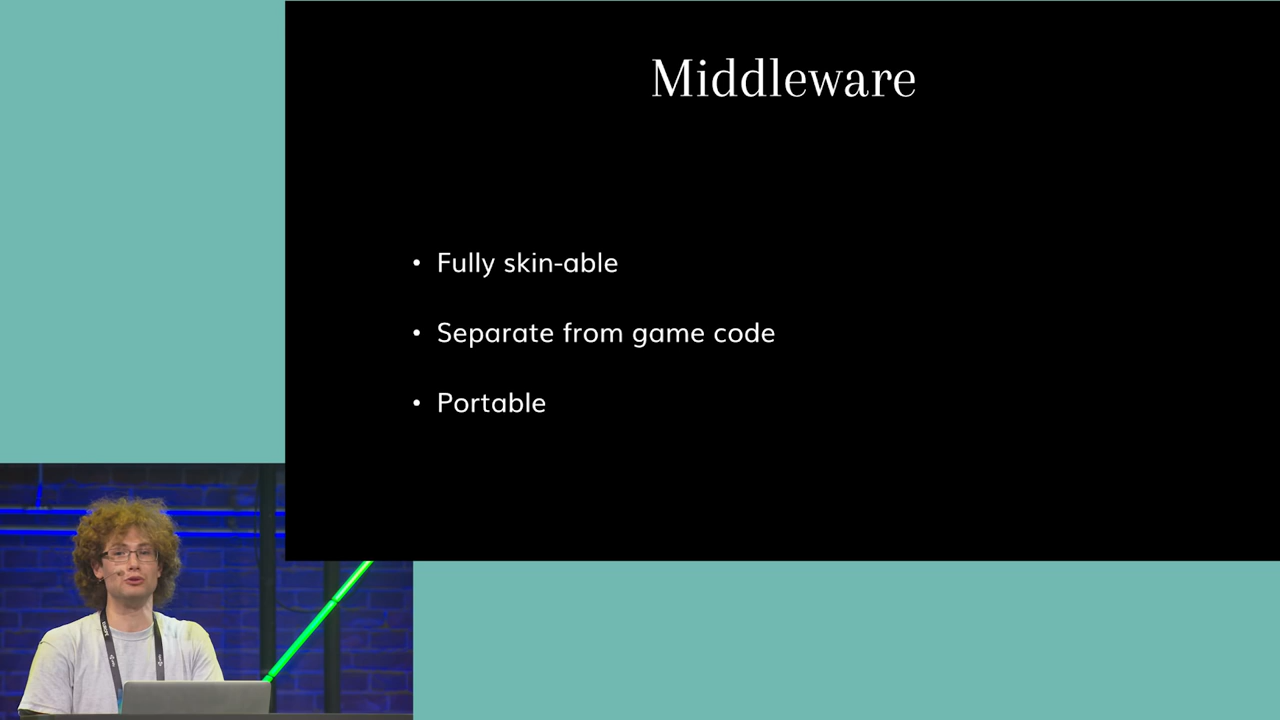 Middleware
• Fully skin-able
• Separate from game code
• Portable